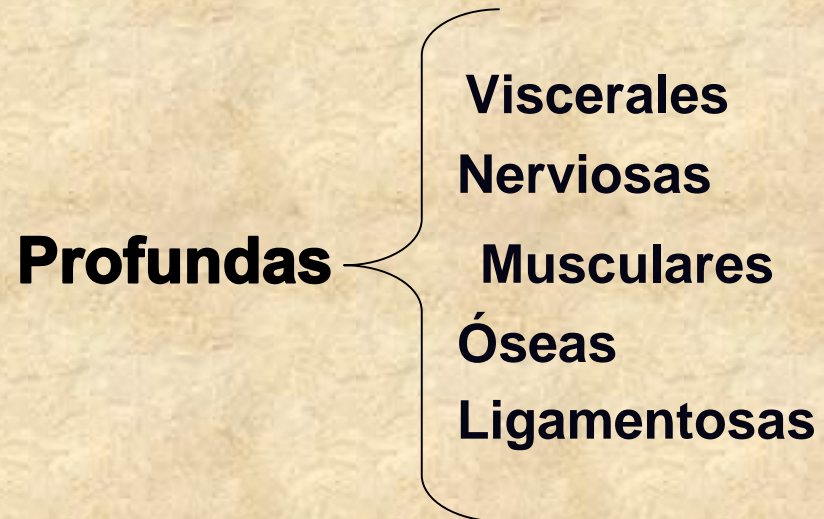 Viscerales
Nerviosas
Profundas
Musculares
Óseas
Ligamentosas